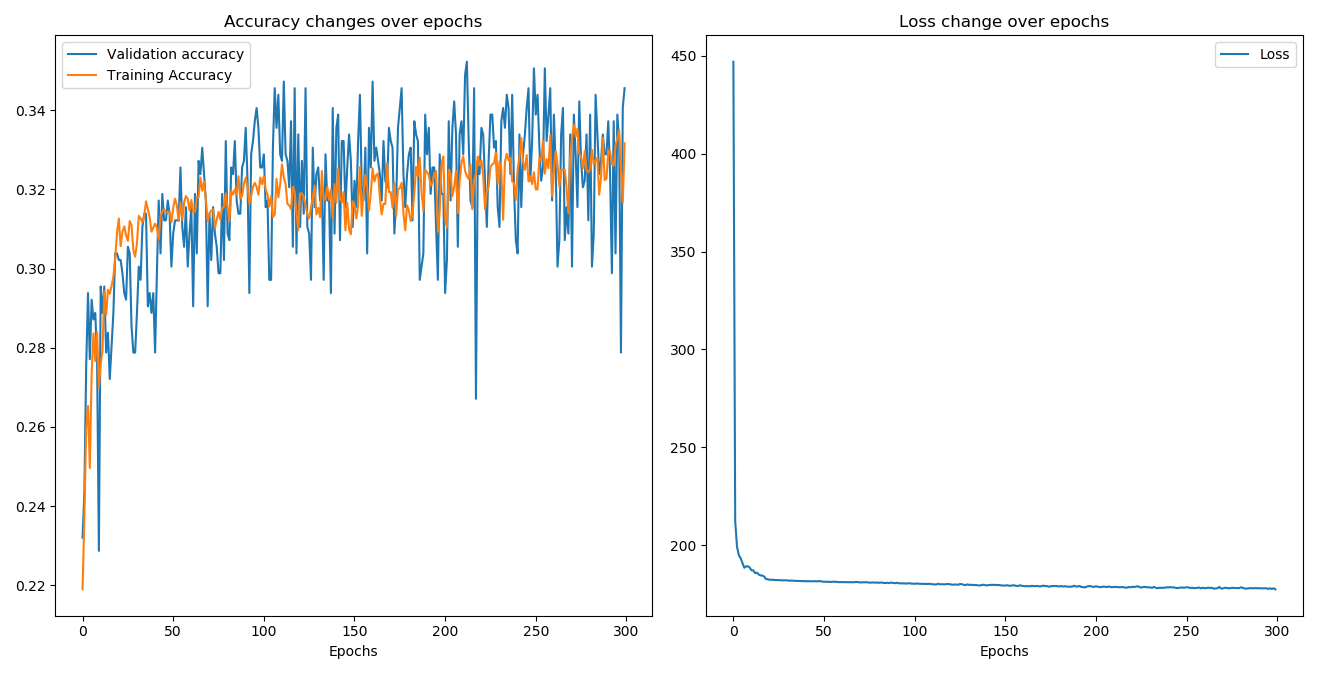 Accuracy changes over epochs
Validation accuracy
Training Accuracy
0.34
0.32
0.30
0.28
0.26
0.24
0.22
0 50 100 150 200 250 300
Epochs
Loss change over epochs
Loss
450
400
350
300
250
200
0 50 100 150 200 250 300
Epochs